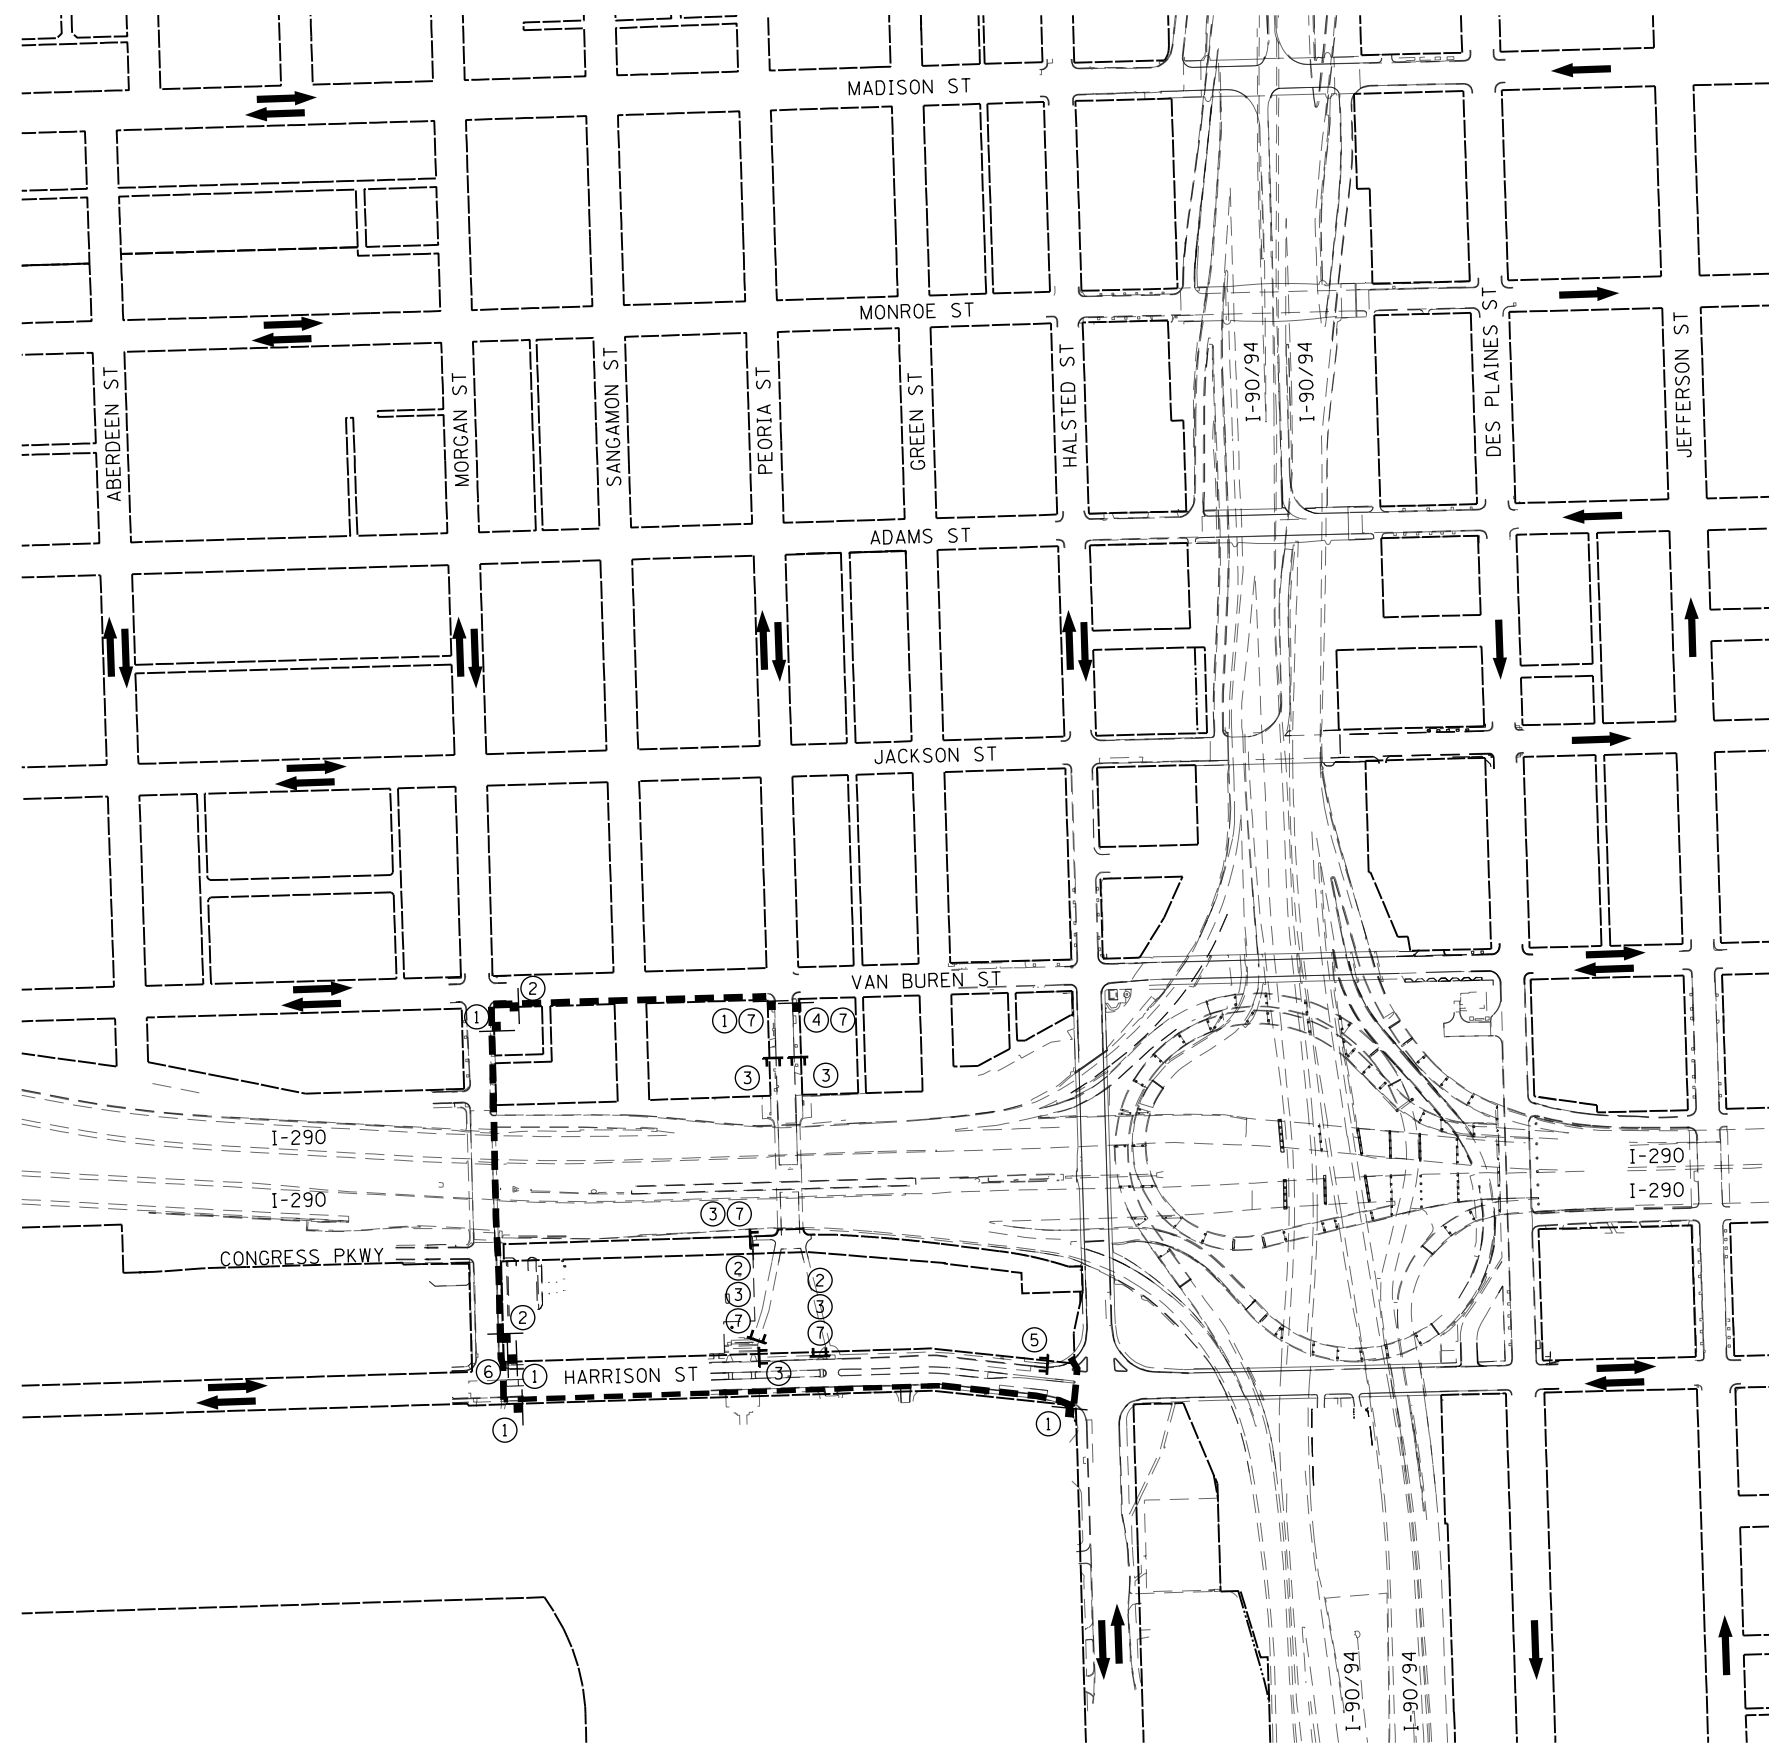 MADISON ST
MONROE ST
ABERDEEN ST
MORGAN ST
SANGAMON ST
PEORIA ST
GREEN ST
HALSTED ST
I-90/94
I-90/94
DES PLAINES ST
JEFFERSON ST
ADAMS ST
JACKSON ST
VAN BUREN ST
2
1
1 7
4 7
3
3
I-290
I-290
I-290
I-290
3 7
CONGRESS PKWY
2
3
7
2
3
7
2
5
6
1
HARRISON ST
3
1
1
I-90/94
I-90/94